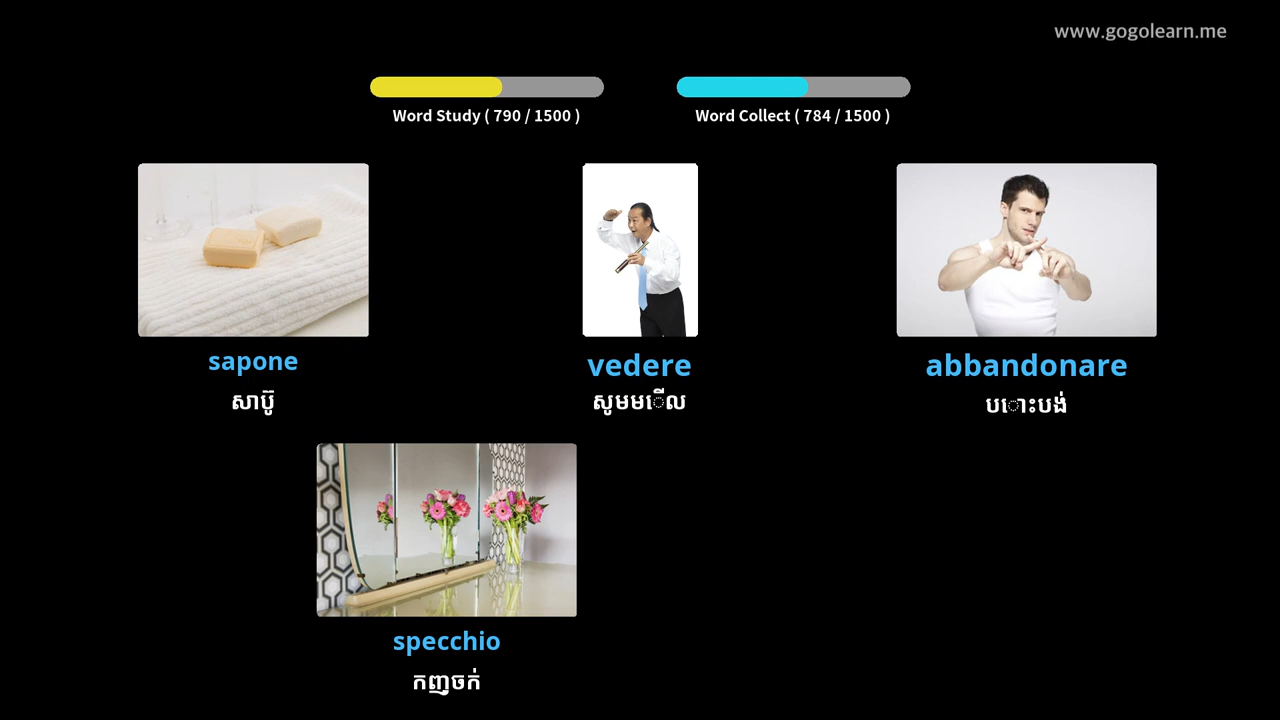 www.gogolearn.me
Word Study ( 790 / 1500 )
Word Collect ( 784 / 1500 )
sapone
vedere
abbandonare
សាប៊ូ
សូមមើល
បោះបង់
specchio
កញ្ចក់